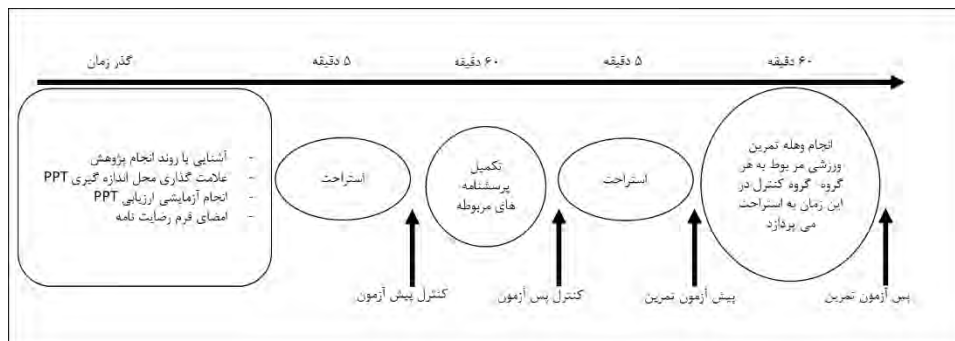 گذر زمان
۵ دقیقه
۶۰ دقیقه
۵ دقیقه
۶۰ دقیقه
- آشنایی با روند انجام پژوهش
- علامت گذاری محل اندازه گیری PPT
- انجام آزمایشی ارزیابی PPT
- امضای فرم رضایت نامه
استراحت
تکمیل
پرسشنامه
های مربوطه
استراحت
انجام وهله تمرین
ورزشی مربوط به هر
گروه- گروه کنترل در
این زمان به استراحت
می پردازد
کنترل پیش آزمون
کنترل پس آزمون
پیش آزمون تمرین
پس آزمون تمرین